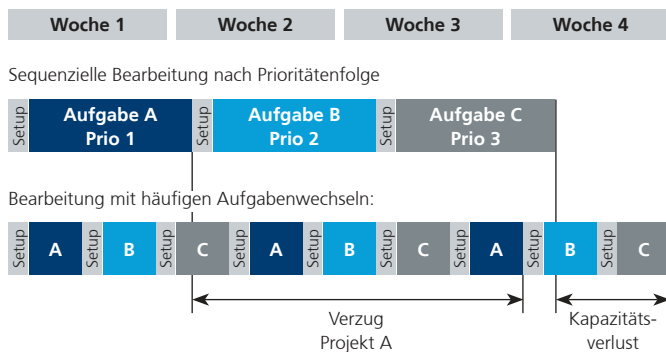 Woche 1 Woche 2 Woche 3 Woche 4
Sequenzielle Bearbeitung nach Prioritätenfolge
Setup Aufgabe A Setup Aufgabe B Setup Aufgabe C
Prio 1 Prio 2 Prio 3
Bearbeitung mit häufigen Aufgabenwechseln:
Setup A Setup B Setup C Setup A Setup B Setup C Setup A Setup B Setup C
Verzug Kapazitäts-
Projekt A verlust